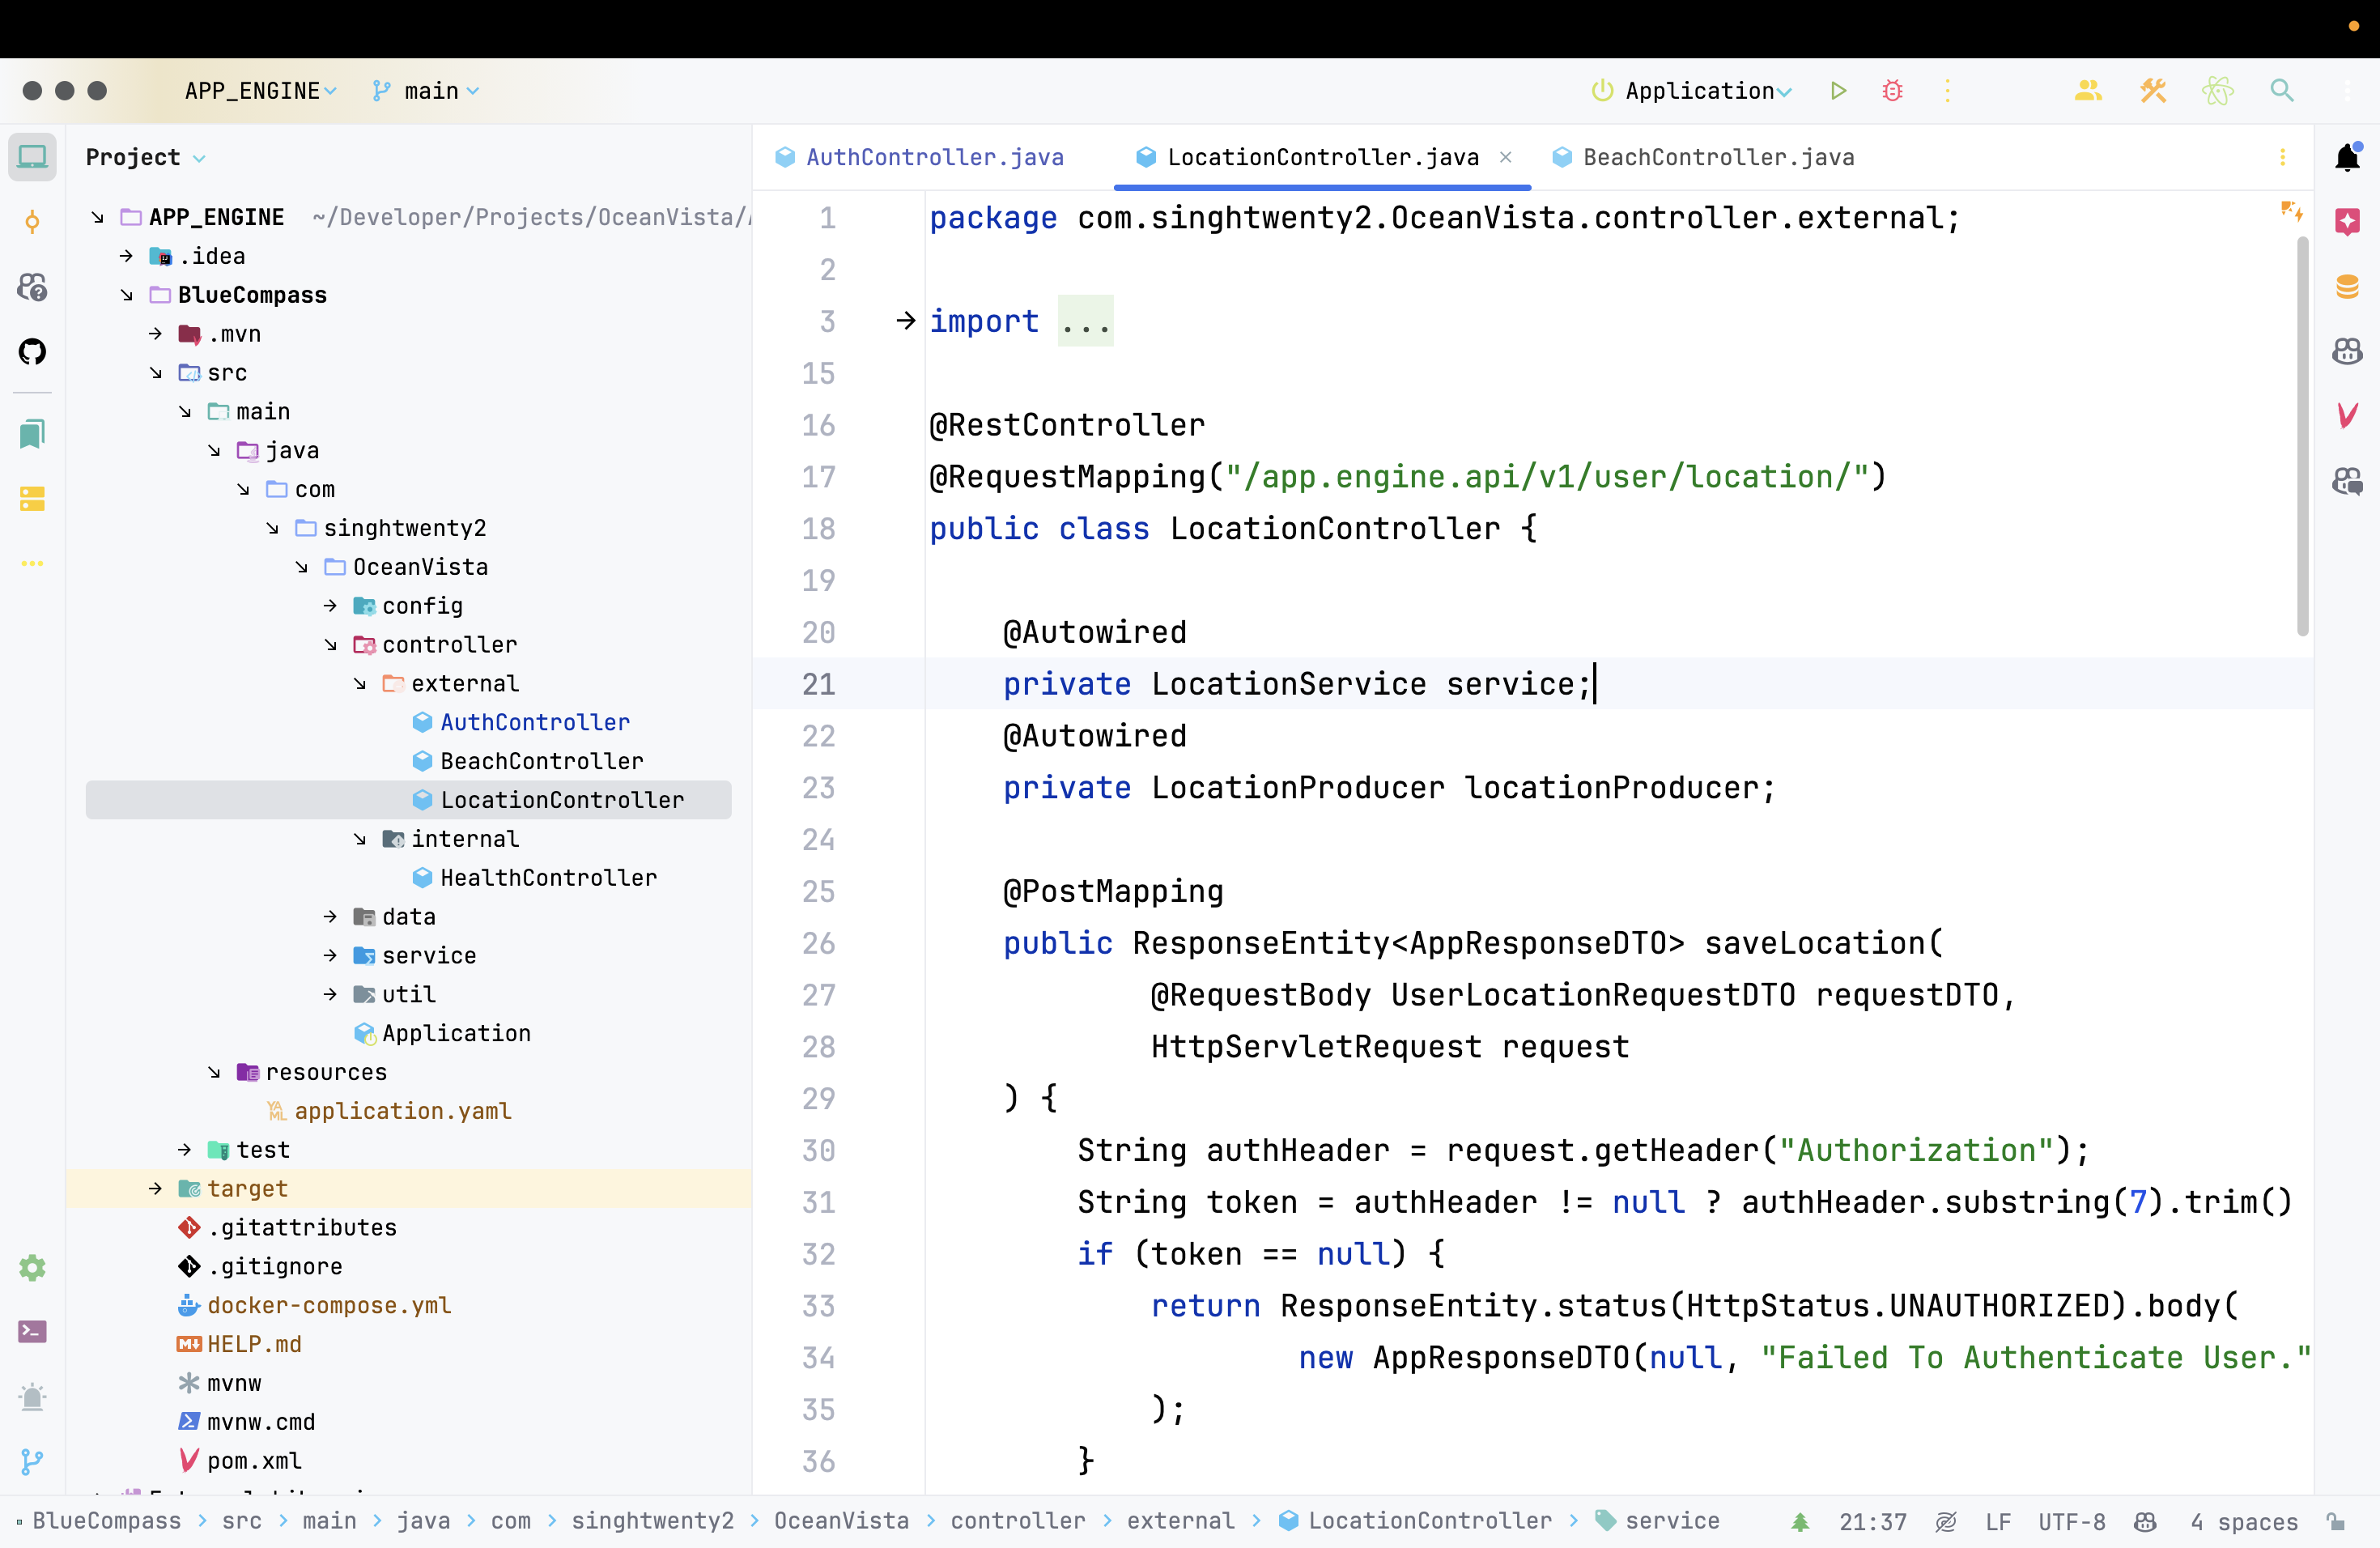 APP_ENGINE main Application
Project
APP_ENGINE ~/Developer/Projects/OceanVista/
.idea
BlueCompass
.mvn
src
main
java
com
singhtwenty2
OceanVista
config
controller
external
AuthController
BeachController
LocationController
internal
HealthController
data
service
util
Application
resources
application.yaml
test
target
.gitattributes
.gitignore
docker-compose.yml
HELP.md
mvnw
mvnw.cmd
pom.xml
AuthController.java LocationController.java BeachController.java
1 package com.singhtwenty2.OceanVista.controller.external;
2
3 import ...
15
16 @RestController
17 @RequestMapping("/app.engine.api/v1/user/location/")
18 public class LocationController {
19
20 @Autowired
21 private LocationService service;
22 @Autowired
23 private LocationProducer locationProducer;
24
25 @PostMapping
26 public ResponseEntity<AppResponseDTO> saveLocation(
27 @RequestBody UserLocationRequestDTO requestDTO,
28 HttpServletRequest request
29 ) {
30 String authHeader = request.getHeader("Authorization");
31 String token = authHeader != null ? authHeader.substring(7).trim()
32 if (token == null) {
33 return ResponseEntity.status(HttpStatus.UNAUTHORIZED).body(
34 new AppResponseDTO(null, "Failed To Authenticate User."
35 );
36 }
BlueCompass > src > main > java > com > singhtwenty2 > OceanVista > controller > external > LocationController > service 21:37 LF UTF-8 4 spaces